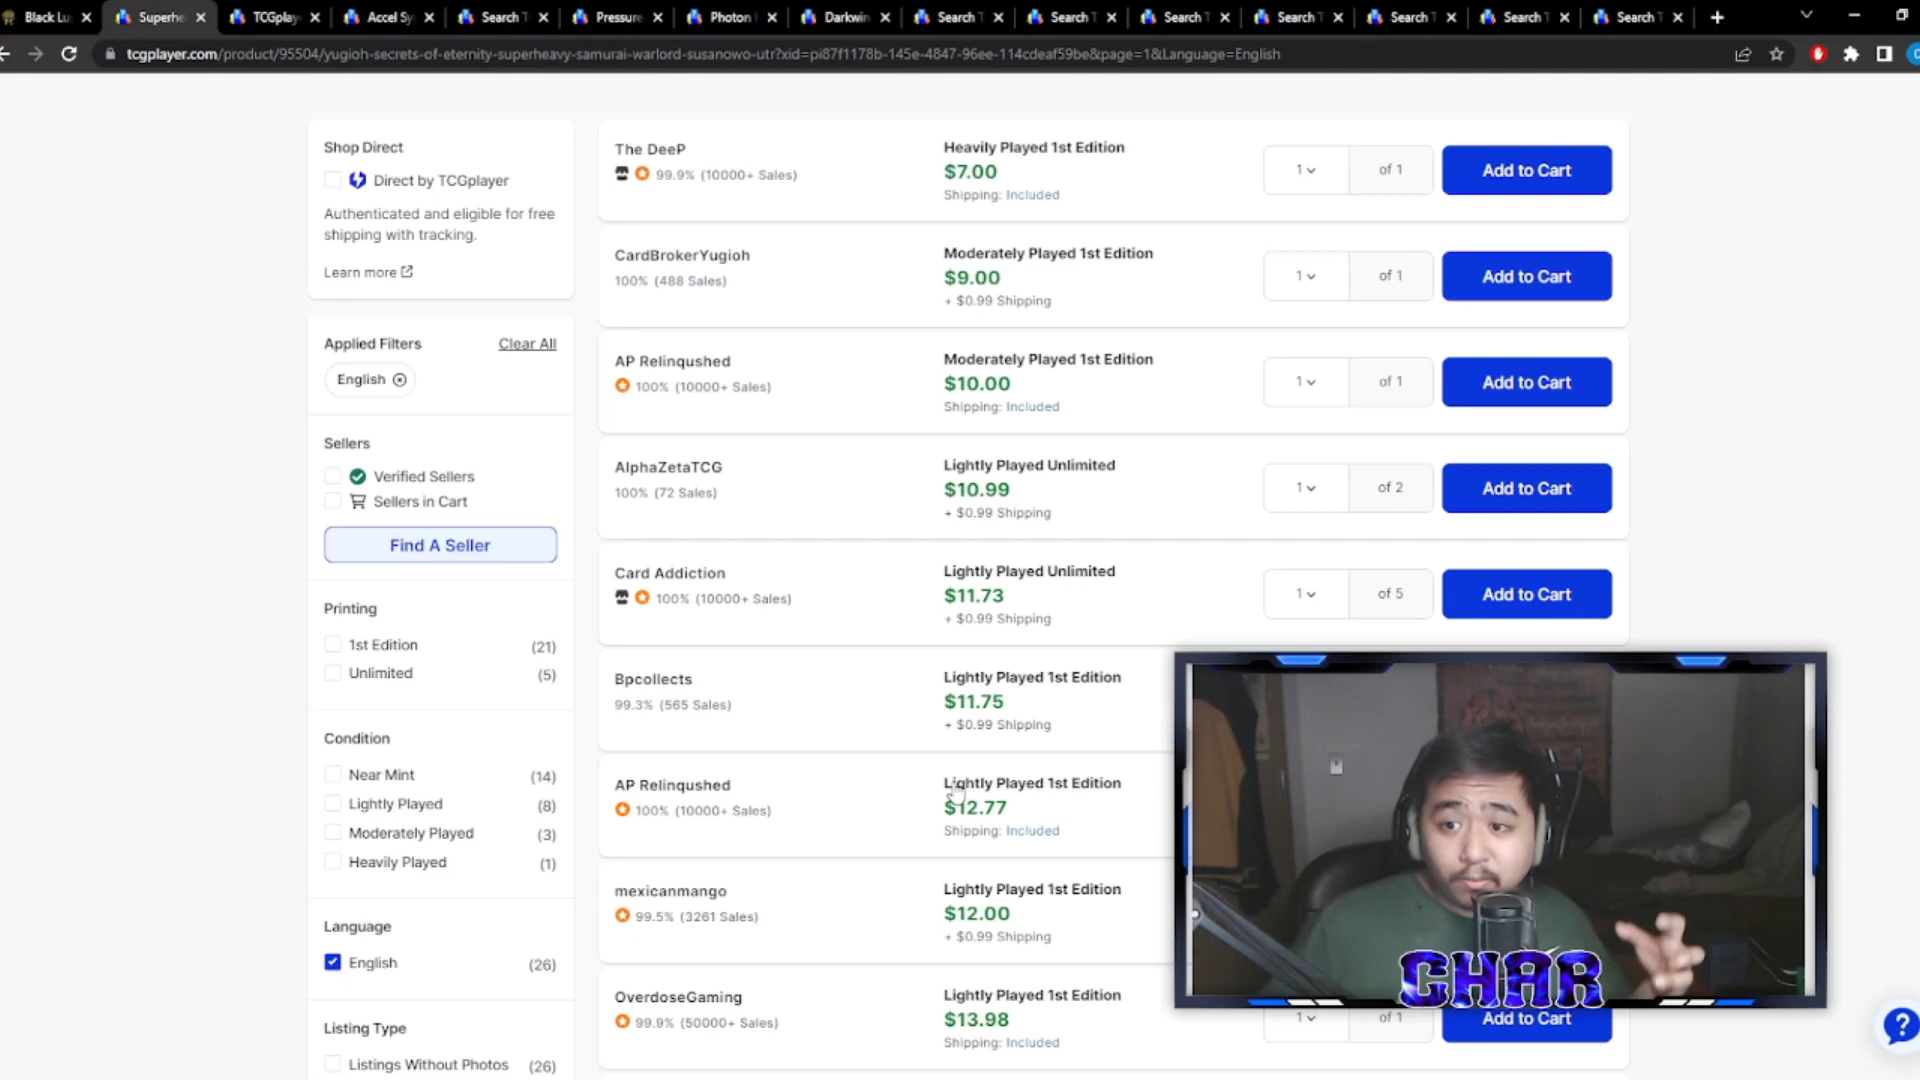 Black Lu
Superhe
TCGplay
Accel Sy
Search T
Pressure
Photon
Darkwin
Search T
Search T
Search T
Search T
Search T
Search T
Search T
tcgplayer.com/product/95504/yugioh-secrets-of-eternity-superheavy-samurai-warlord-susanowo-utr?xid=pi87f1178b-145e-4847-96ee-114cdeaf59be&page=1&Language=English
Shop Direct
Direct by TCGplayer
Authenticated and eligible for free
shipping with tracking.
Learn more
Applied Filters Clear All
English
Sellers
Verified Sellers
Sellers in Cart
Find A Seller
Printing
1st Edition (21)
Unlimited (5)
Condition
Near Mint (14)
Lightly Played (8)
Moderately Played (3)
Heavily Played (1)
Language
English (26)
Listing Type
Listings Without Photos (26)
The DeeP
99.9% (10000+ Sales)
Heavily Played 1st Edition
$7.00
Shipping: Included
1 of 1 Add to Cart
CardBrokerYugioh
100% (488 Sales)
Moderately Played 1st Edition
$9.00
+ $0.99 Shipping
1 of 1 Add to Cart
AP Relinqushed
100% (10000+ Sales)
Moderately Played 1st Edition
$10.00
Shipping: Included
1 of 1 Add to Cart
AlphaZetaTCG
100% (72 Sales)
Lightly Played Unlimited
$10.99
+ $0.99 Shipping
1 of 2 Add to Cart
Card Addiction
100% (10000+ Sales)
Lightly Played Unlimited
$11.73
+ $0.99 Shipping
1 of 5 Add to Cart
Bpcollects
99.3% (565 Sales)
Lightly Played 1st Edition
$11.75
+ $0.99 Shipping
AP Relinqushed
100% (10000+ Sales)
Lightly Played 1st Edition
$12.77
Shipping: Included
mexicanmango
99.5% (3261 Sales)
Lightly Played 1st Edition
$12.00
+ $0.99 Shipping
OverdoseGaming
99.9% (50000+ Sales)
Lightly Played 1st Edition
$13.98
Shipping: Included
1 of 1 Add to Cart
CHAR
?